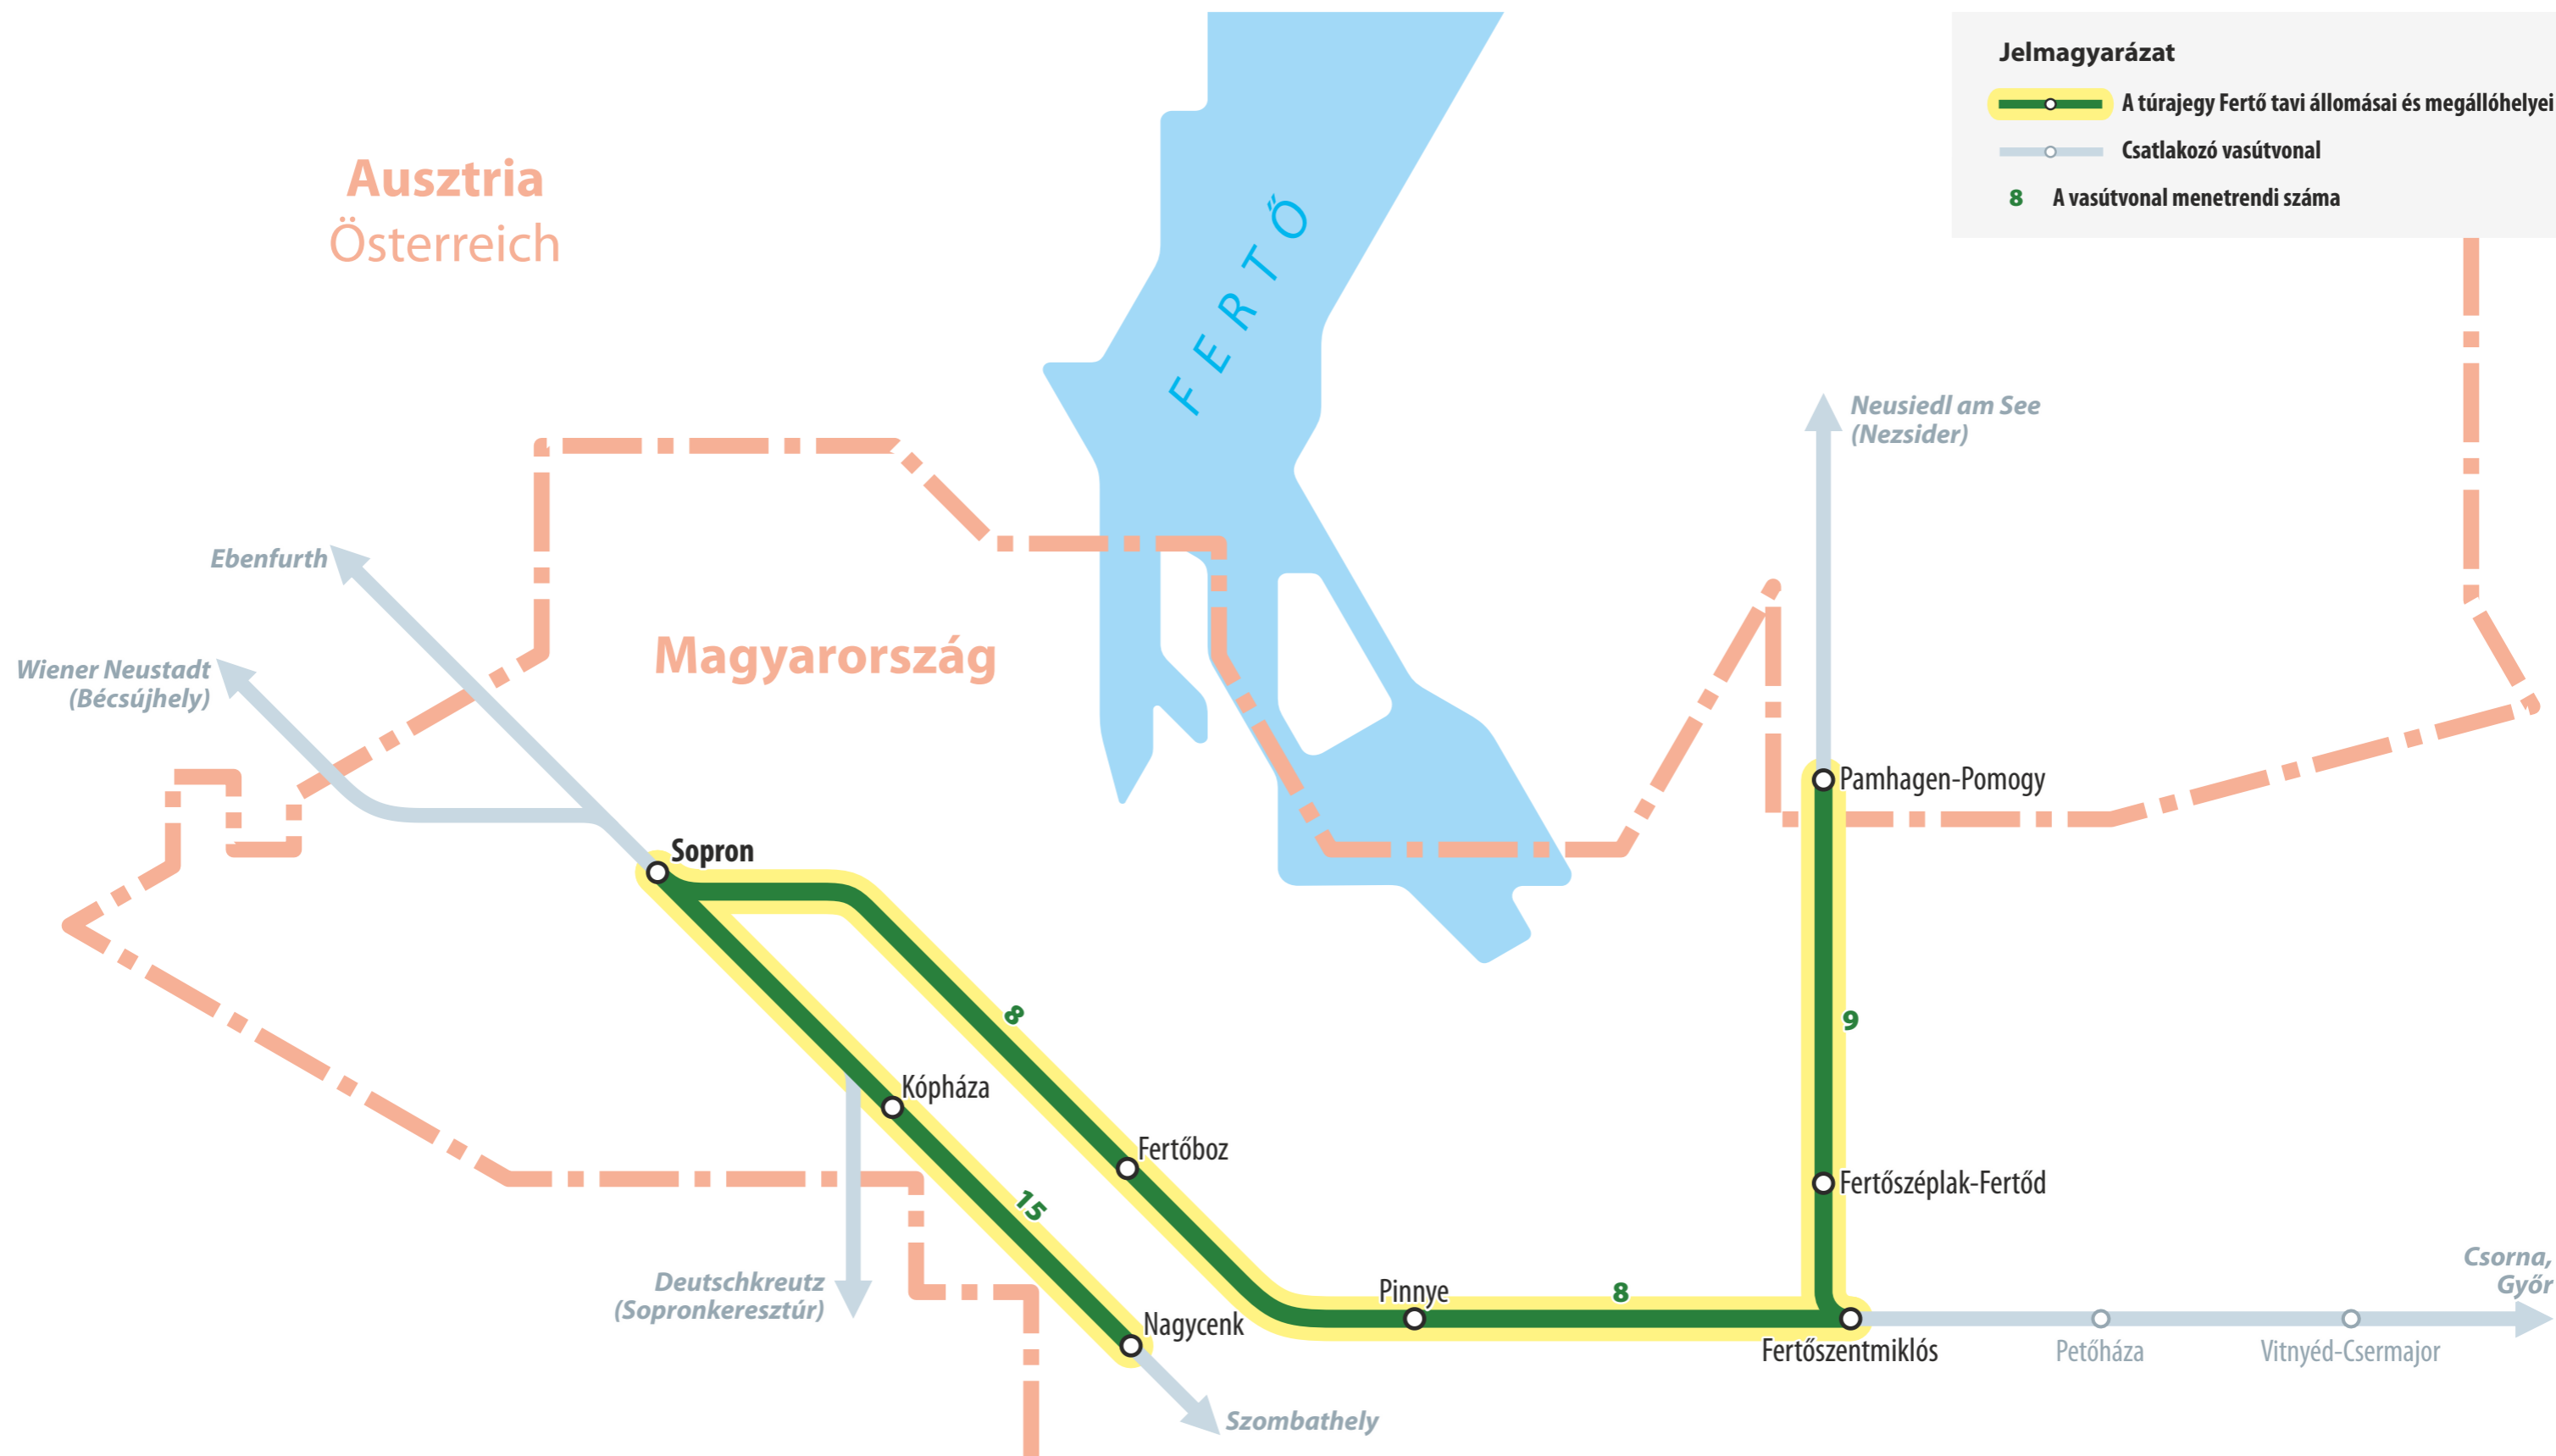 Jelmagyarázat
A túrajegy Fertő tavi állomásai és megállóhelyei
Csatlakozó vasútvonal
8 A vasútvonal menetrendi száma
Ausztria
Österreich
FERTŐ
Neusiedl am See
(Nezsider)
Ebenfurth
Magyarország
Wiener Neustadt
(Bécsújhely)
Pamhagen-Pomogy
Sopron
8
9
Kópháza
Fertőboz
Fertőszéplak-Fertőd
15
Deutschkreutz
(Sopronkeresztúr)
Csorna,
Győr
Pinnye
8
Nagycenk
Fertőszentmiklós
Petőháza
Vitnyéd-Csermajor
Szombathely